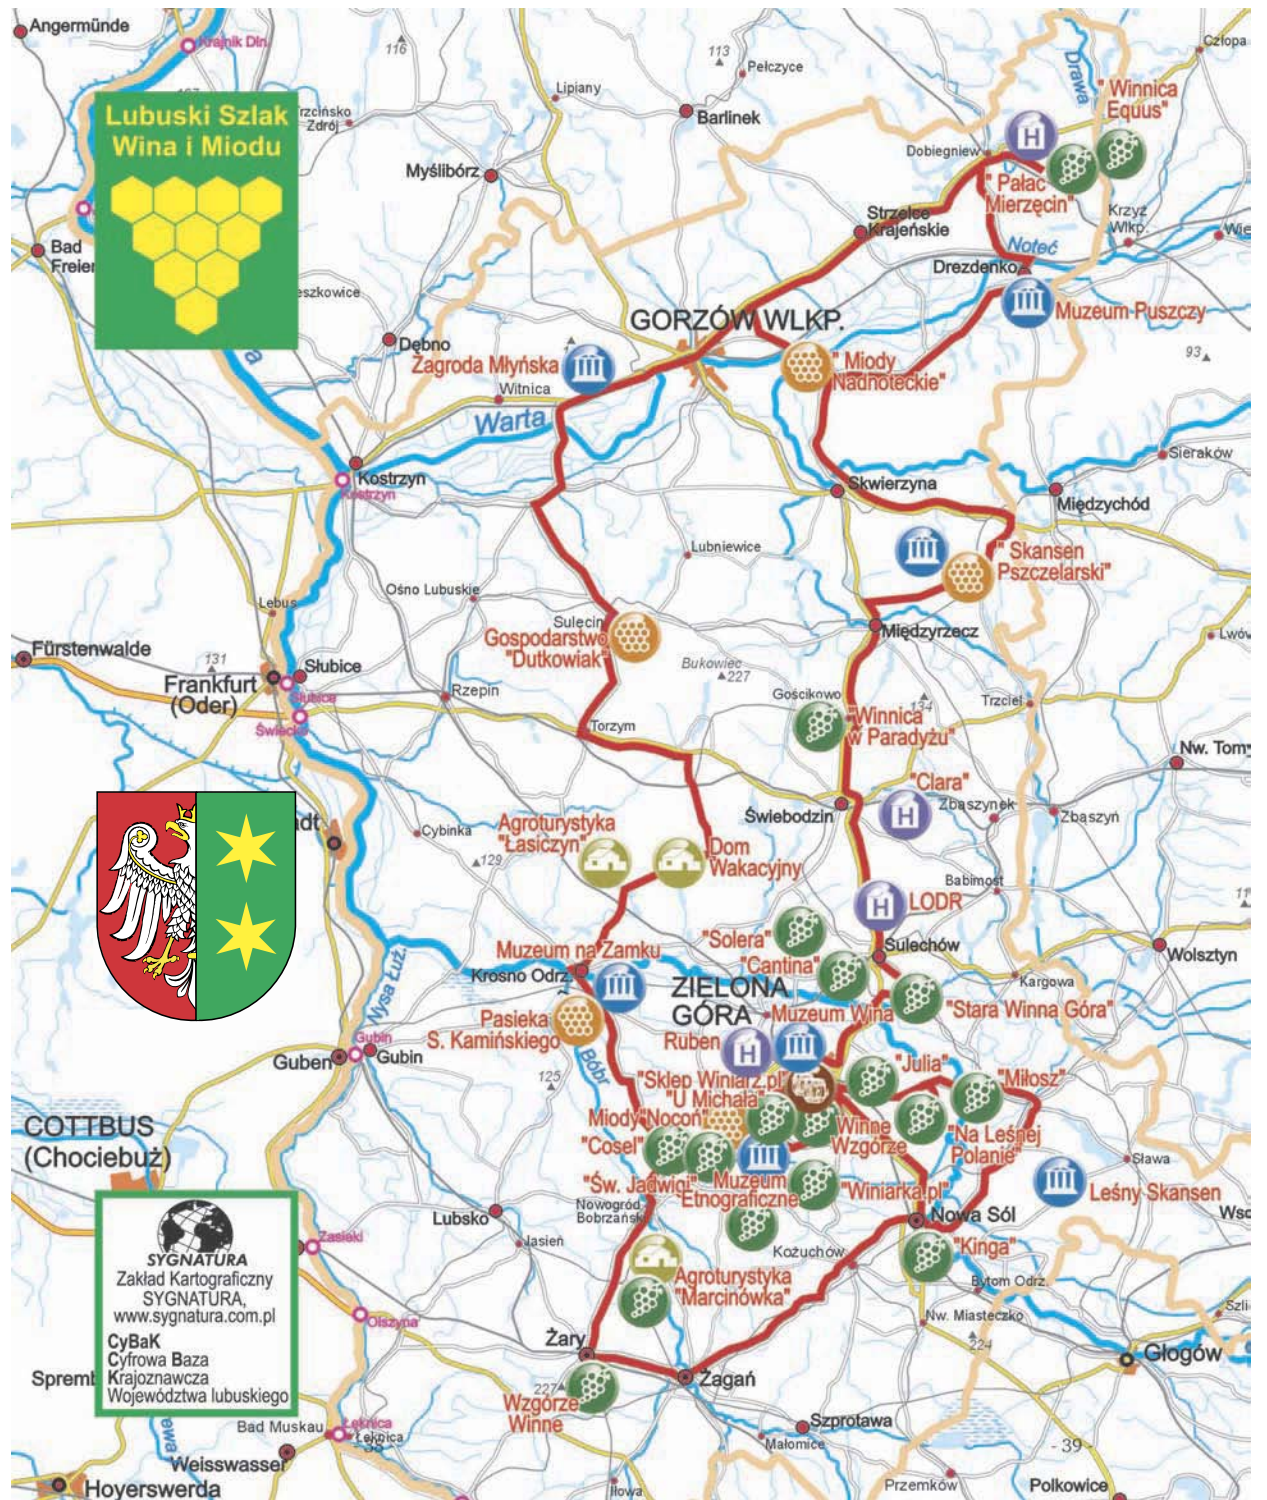 Angermünde
Krajnik Dln.
116
113
Pełczyce
Człopa
Lipiany
Drawa
" Winnica
Equus"
Lubuski Szlak
Wina i Miodu
Zdrój
Barlinek
Dobiegniew
Myślibórz
" Pałac
Mierzęcin"
Strzelce
Krajeńskie
Krzyż
Wlkp.
Bad
Noteć
Drezdenko
GORZÓW WLKP.
Muzeum Puszczy
Dębno
Zagroda Młyńska
" Miody
Nadnoteckie"
93
Witnica
Warta
Kostrzyn
Kostrzyn
Sieraków
Skwierzyna
Międzychód
Lubniewice
" Skansen
Pszczelarski"
Ośno Lubuskie
Lebus
Sulęcin
Gospodarstwo
"Dutkowiak"
Międzyrzecz
Fürstenwalde
131
Słubice
Frankfurt
(Oder)
Słubice
Bukowiec
227
Rzepin
Gościkowo
134
Trzciel
Świecko
Torzym
"Winnica
w Paradyżu"
Nw. Tom
"Clara"
Świebodzin
Zbąszynek
Zbąszyń
Cybinka
Agroturystyka
"Łasiczyn"
129
Dom
Wakacyjny
Babimost
LODR
"Solera"
"Cantina"
Sulechów
Wolsztyn
Muzeum na Zamku
Krosno Odrz.
Nysa Łuż.
ZIELONA
GÓRA
Kargowa
Muzeum Wina
"Stara Winna Góra"
Pasieka
S. Kamińskiego
Ruben
Gubin
Guben
Gubin
Bóbr
125
"Julia"
"Sklep Winiarz.pl"
"U Michała"
"Miłosz"
Miody"Nocoń"
Winne
Wzgórze
"Na Leśnej
Polanie"
COTTBUS
(Chociebuż)
"Cosel"
Sława
"Św. Jadwigi"
Muzeum
Etnograficzne
"Winiarka.pl"
Leśny Skansen
Nowogród
Bobrzański
Lubsko
Nowa Sól
Jasień
Zasieki
Kożuchów
"Kinga"
SYGNATURA
Zakład Kartograficzny
SYGNATURA,
www.sygnatura.com.pl
CyBaK
Cyfrowa Baza
Krajoznawcza
Województwa lubuskiego
Agroturystyka
"Marcinówka"
Bytom Odrz.
Nw. Miasteczko
Olszyna
224
Żary
Głogów
Żagań
227
Wzgórze
Winne
Bad Muskau
Łęknica
Łęknica
- 38 -
Szprotawa
Małomice
- 39 -
Weisswasser
Przemków
Polkowice
Hoyerswerda
Iłowa